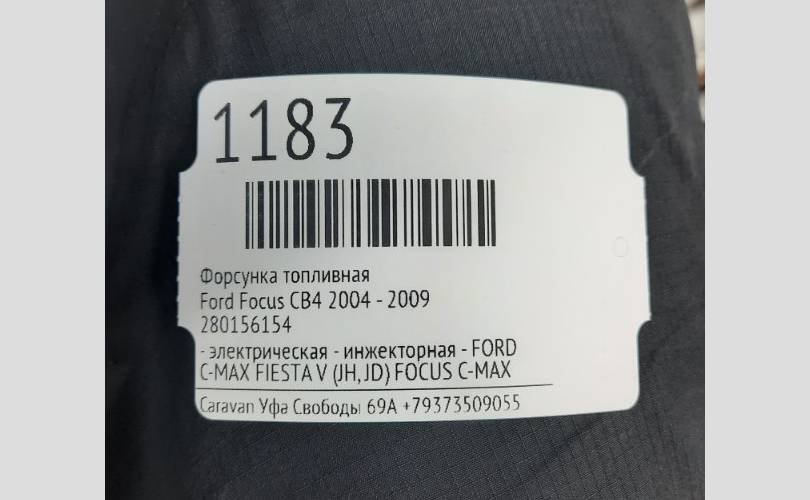 1183
Форсунка топливная
Ford Focus CB4 2004 - 2009
280156154
- электрическая - инжекторная - FORD
C-MAX FIESTA V (JH, JD) FOCUS C-MAX
Caravan Уфа Свободы 69А +79373509055